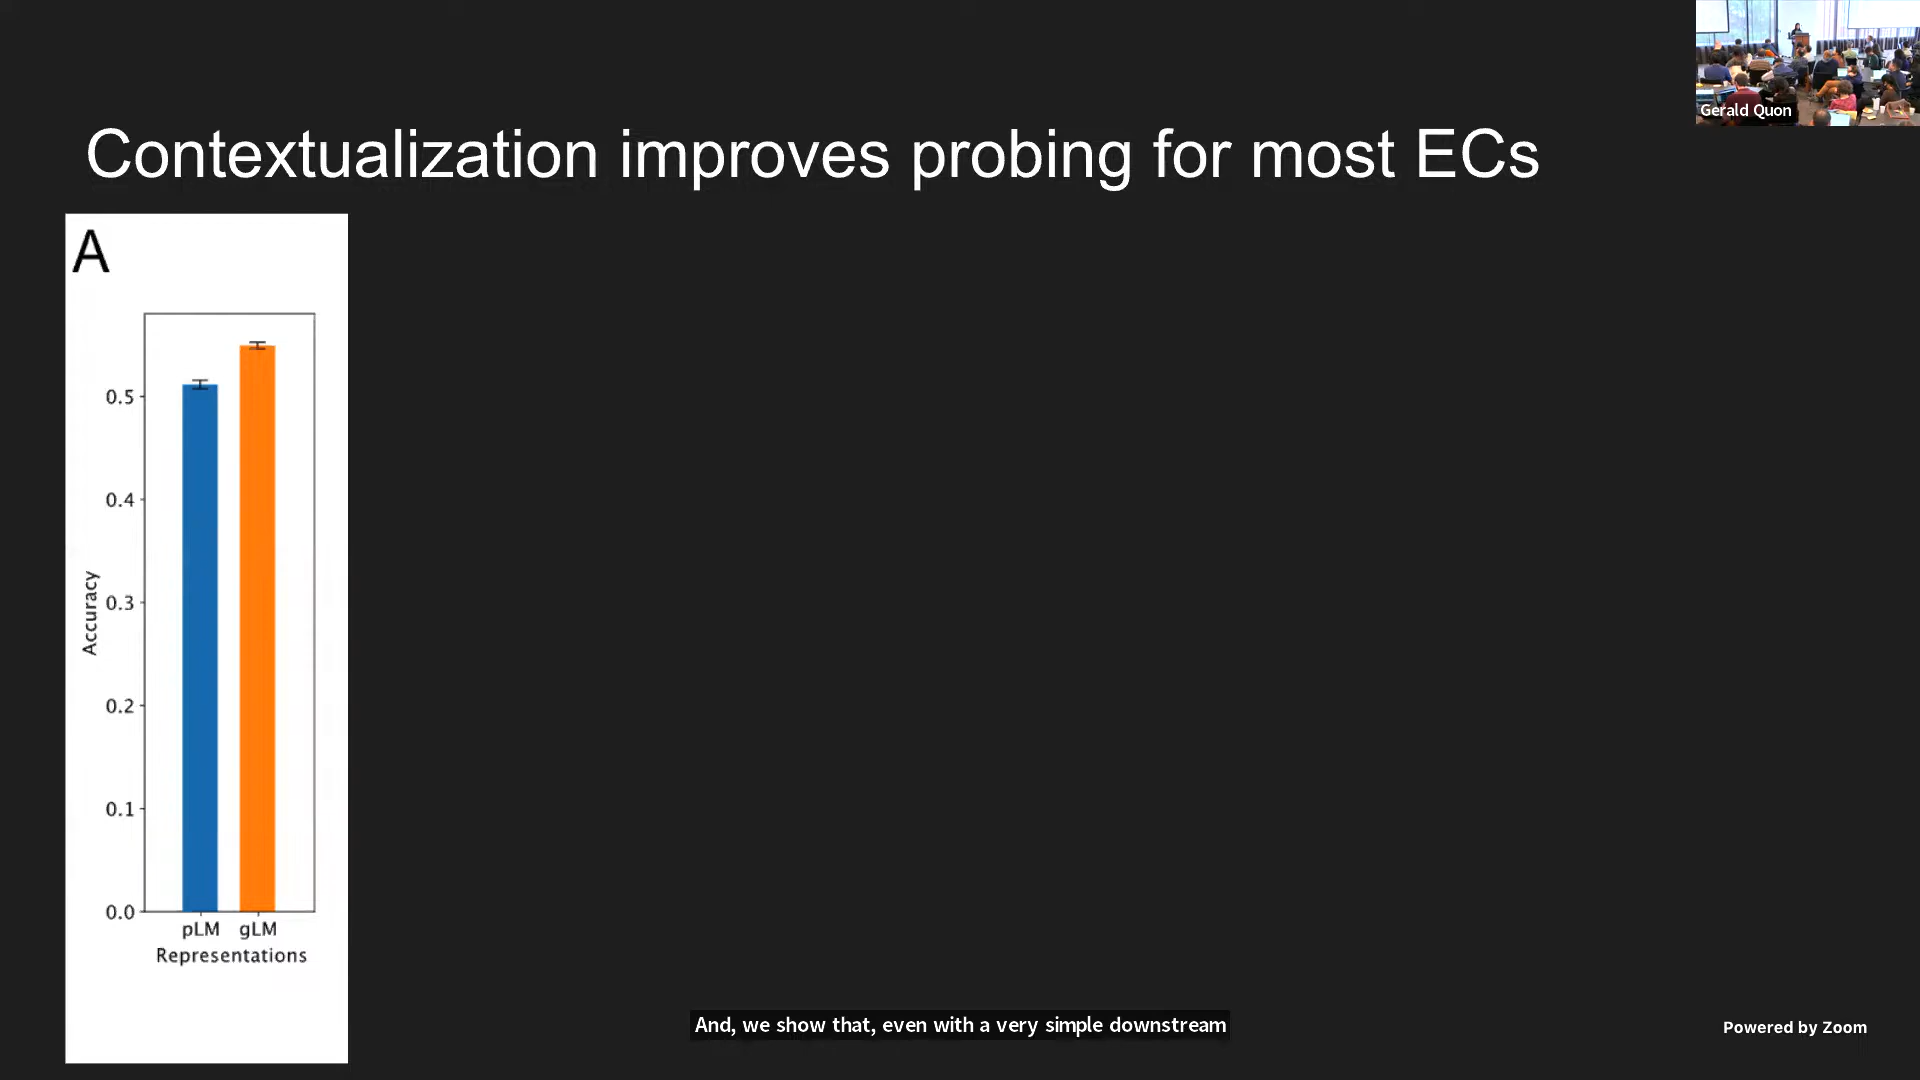 Gerald Quon
Contextualization improves probing for most ECs
A
0.5
0.4
0.3
0.2
0.1
0.0
Accuracy
pLM gLM
Representations
And, we show that, even with a very simple downstream
Powered by Zoom